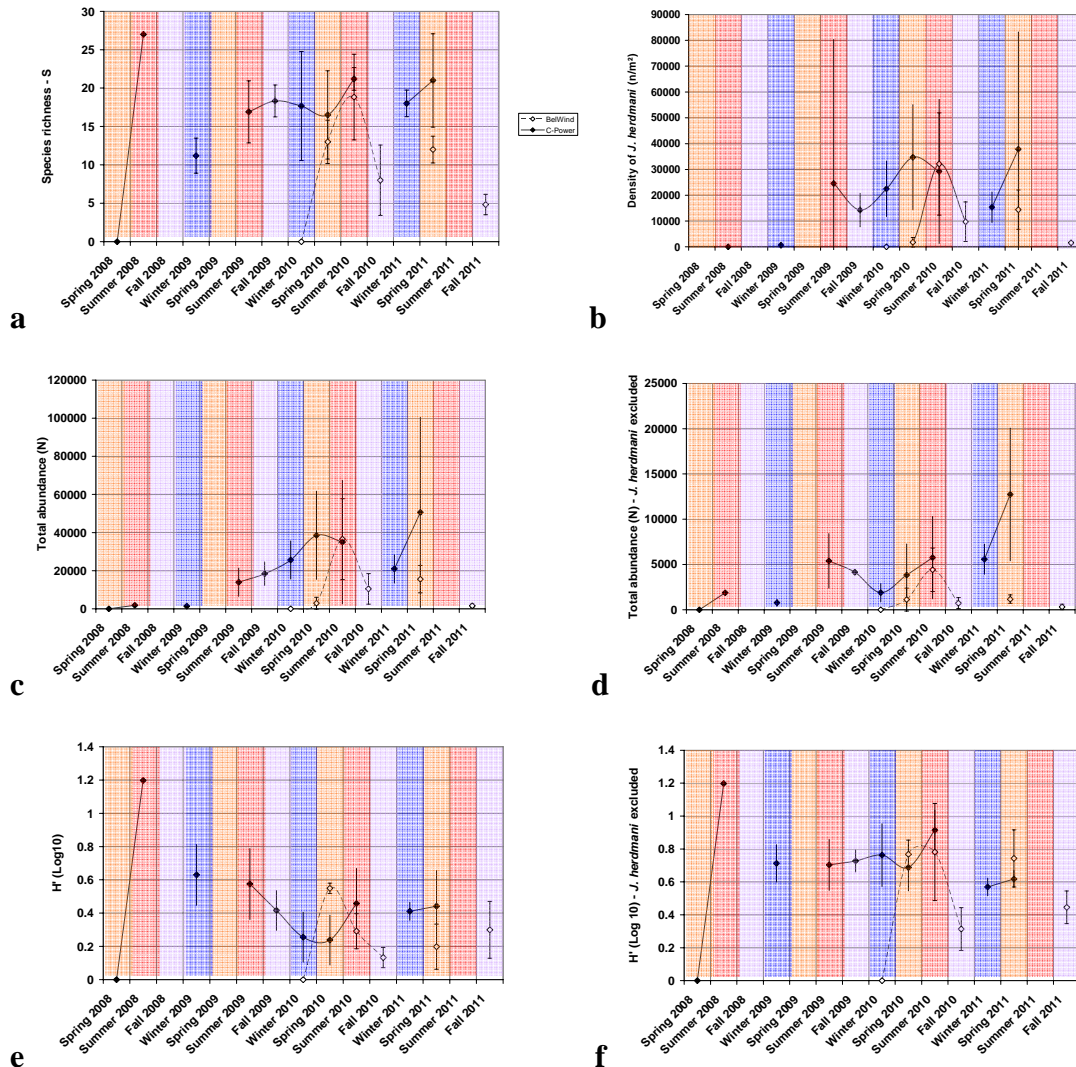 30
25
20
15
10
5
0
Species richness - S
Spring 2008
Summer 2008
Fall 2008
Winter 2009
Spring 2009
Summer 2009
Fall 2009
Winter 2010
Spring 2010
Summer 2010
Fall 2010
Winter 2011
Spring 2011
Summer 2011
Fall 2011
a
BelWind
C-Power
90000
80000
70000
60000
50000
40000
30000
20000
10000
0
Density of J. herdmani (n/m²)
Spring 2008
Summer 2008
Fall 2008
Winter 2009
Spring 2009
Summer 2009
Fall 2009
Winter 2010
Spring 2010
Summer 2010
Fall 2010
Winter 2011
Spring 2011
Summer 2011
Fall 2011
b
120000
100000
80000
60000
40000
20000
0
Total abundance (N)
Spring 2008
Summer 2008
Fall 2008
Winter 2009
Spring 2009
Summer 2009
Fall 2009
Winter 2010
Spring 2010
Summer 2010
Fall 2010
Winter 2011
Spring 2011
Summer 2011
Fall 2011
c
25000
20000
15000
10000
5000
0
Total abundance (N) - J. herdmani excluded
Spring 2008
Summer 2008
Fall 2008
Winter 2009
Spring 2009
Summer 2009
Fall 2009
Winter 2010
Spring 2010
Summer 2010
Fall 2010
Winter 2011
Spring 2011
Summer 2011
Fall 2011
d
1.4
1.2
1
0.8
0.6
0.4
0.2
0
H' (Log10)
Spring 2008
Summer 2008
Fall 2008
Winter 2009
Spring 2009
Summer 2009
Fall 2009
Winter 2010
Spring 2010
Summer 2010
Fall 2010
Winter 2011
Spring 2011
Summer 2011
Fall 2011
e
1.4
1.2
1
0.8
0.6
0.4
0.2
0
H' (Log 10) - J. herdmani excluded
Spring 2008
Summer 2008
Fall 2008
Winter 2009
Spring 2009
Summer 2009
Fall 2009
Winter 2010
Spring 2010
Summer 2010
Fall 2010
Winter 2011
Spring 2011
Summer 2011
Fall 2011
f